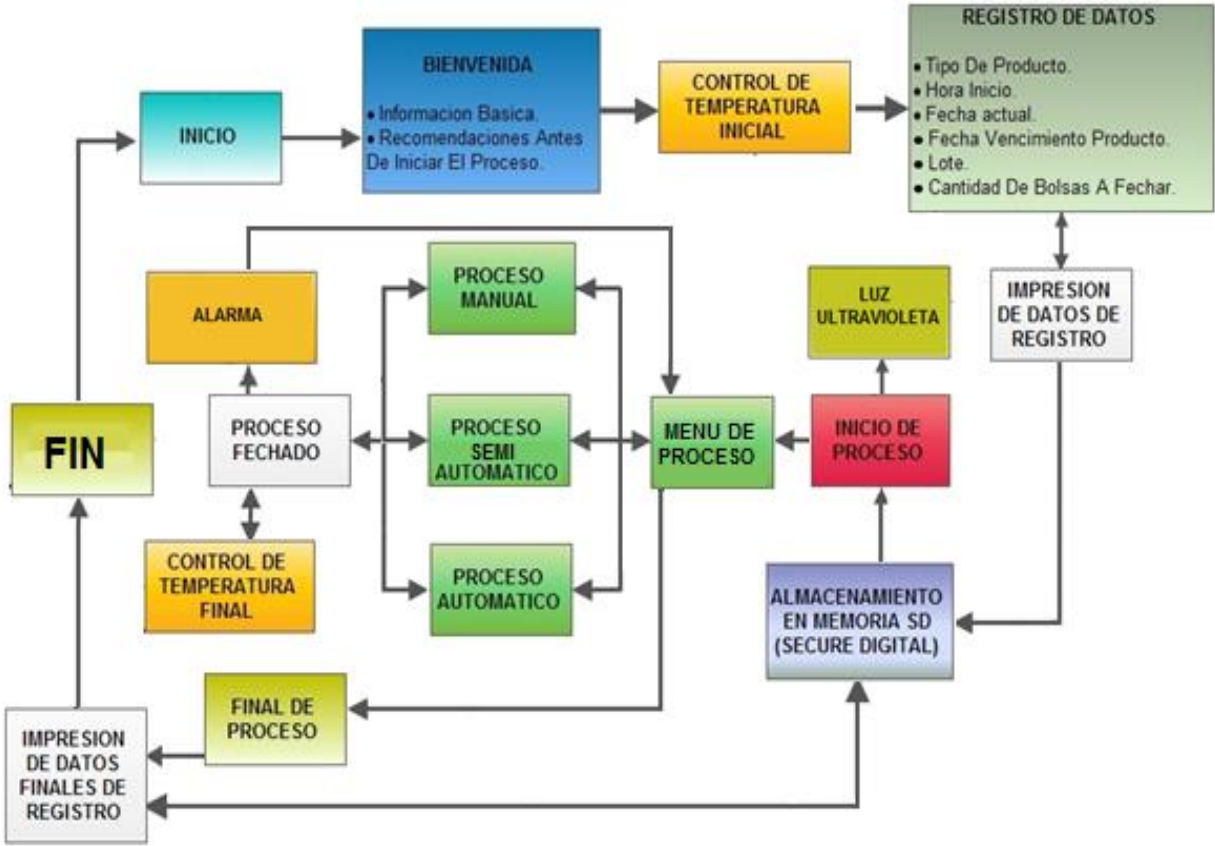 INICIO
BIENVENIDA
• Informacion Basica.
• Recomendaciones Antes
De Iniciar El Proceso.
CONTROL DE
TEMPERATURA
INICIAL
REGISTRO DE DATOS
• Tipo De Producto.
• Hora Inicio.
• Fecha actual.
• Fecha Vencimiento Producto.
• Lote.
• Cantidad De Bolsas A Fechar.
ALARMA
PROCESO
MANUAL
LUZ
ULTRAVIOLETA
IMPRESION
DE DATOS DE
REGISTRO
FIN
PROCESO
FECHADO
PROCESO
SEMI
AUTOMATICO
MENU DE
PROCESO
INICIO DE
PROCESO
CONTROL DE
TEMPERATURA
FINAL
PROCESO
AUTOMATICO
ALMACENAMIENTO
EN MEMORIA SD
(SECURE DIGITAL)
FINAL DE
PROCESO
IMPRESION
DE DATOS
FINALES DE
REGISTRO